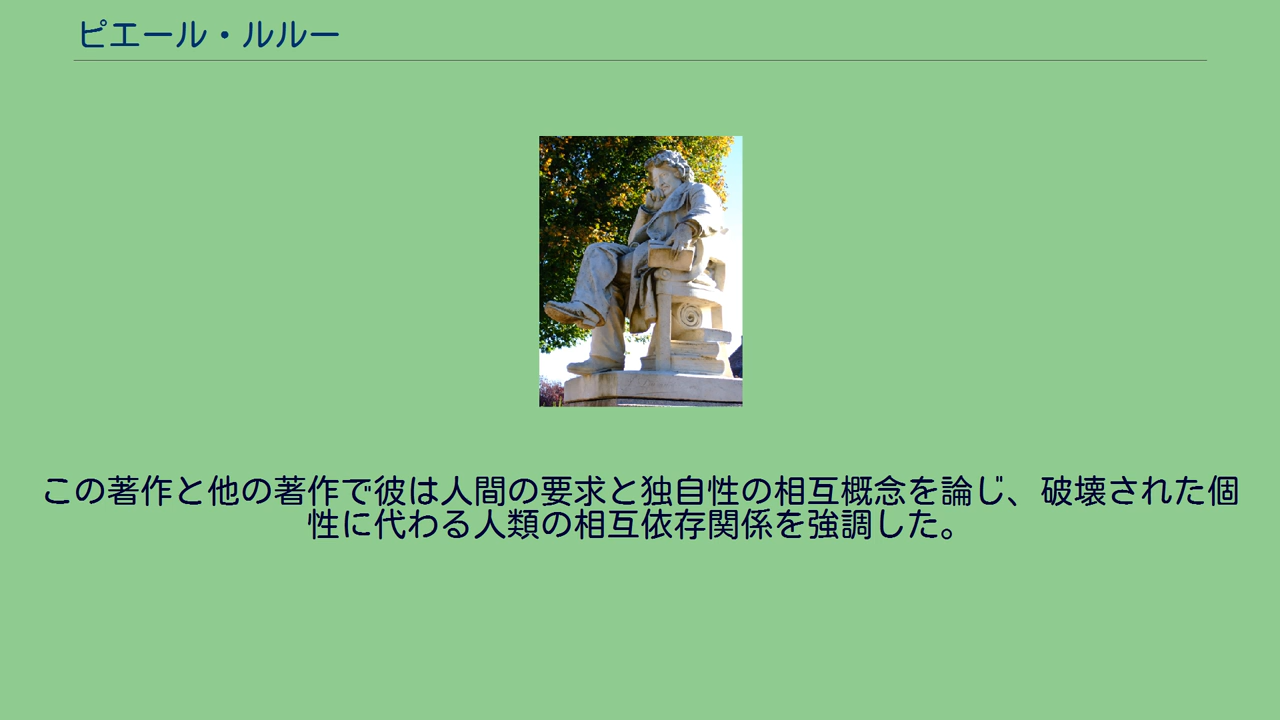 ピエール・ルルー
この著作と他の著作で彼は人間の要求と独自性の相互概念を論じ、破壊された個
性に代わる人類の相互依存関係を強調した。